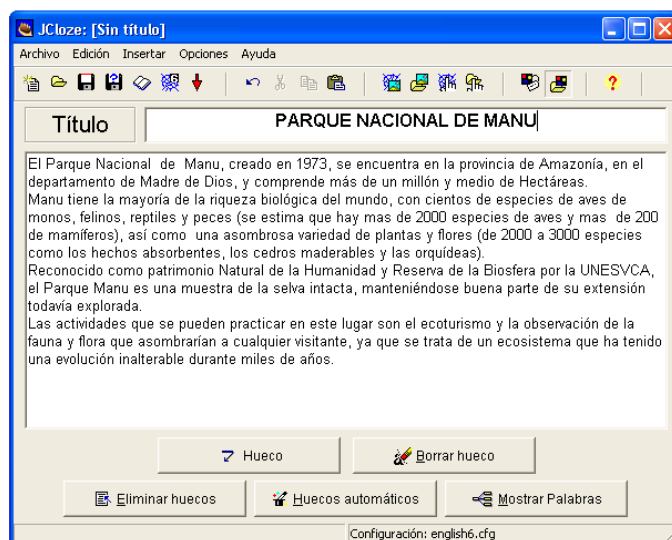 JCloze: [Sin título]
Archivo Edición Insertar Opciones Ayuda
Título
PARQUE NACIONAL DE MANU
El Parque Nacional de Manu, creado en 1973, se encuentra en la provincia de Amazonía, en el
departamento de Madre de Dios, y comprende más de un millón y medio de Hectáreas.
Manu tiene la mayoría de la riqueza biológica del mundo, con cientos de especies de aves de
monos, felinos, reptiles y peces (se estima que hay mas de 2000 especies de aves y mas de 200
de mamíferos), así como una asombrosa variedad de plantas y flores (de 2000 a 3000 especies
como los hechos absorbentes, los cedros maderables y las orquídeas).
Reconocido como patrimonio Natural de la Humanidad y Reserva de la Biosfera por la UNESVCA,
el Parque Manu es una muestra de la selva intacta, manteniéndose buena parte de su extensión
todavía explorada.
Las actividades que se pueden practicar en este lugar son el ecoturismo y la observación de la
fauna y flora que asombrarían a cualquier visitante, ya que se trata de un ecosistema que ha tenido
una evolución inalterable durante miles de años.
Hueco
Borrar hueco
Eliminar huecos
Huecos automáticos
Mostrar Palabras
Configuración: english6.cfg